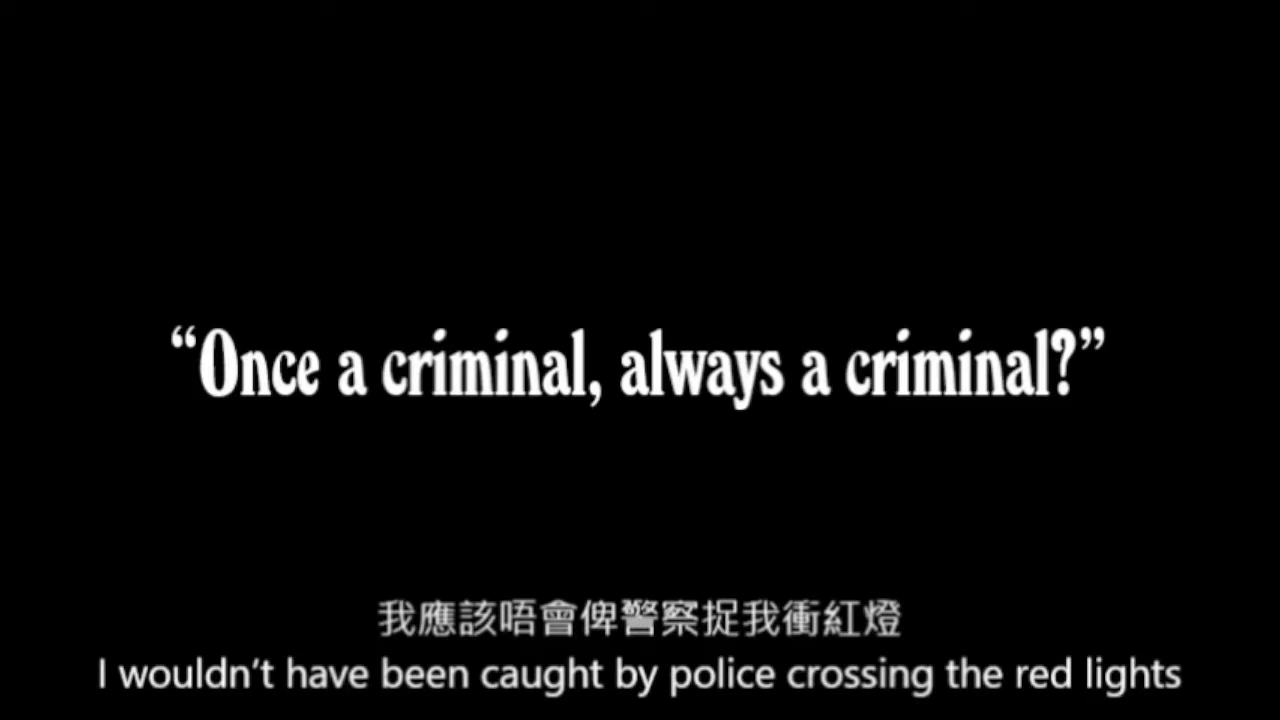 “Once a criminal, always a criminal?”
我應該唔會俾警察捉我衝紅燈
I wouldn’t have been caught by police crossing the red lights